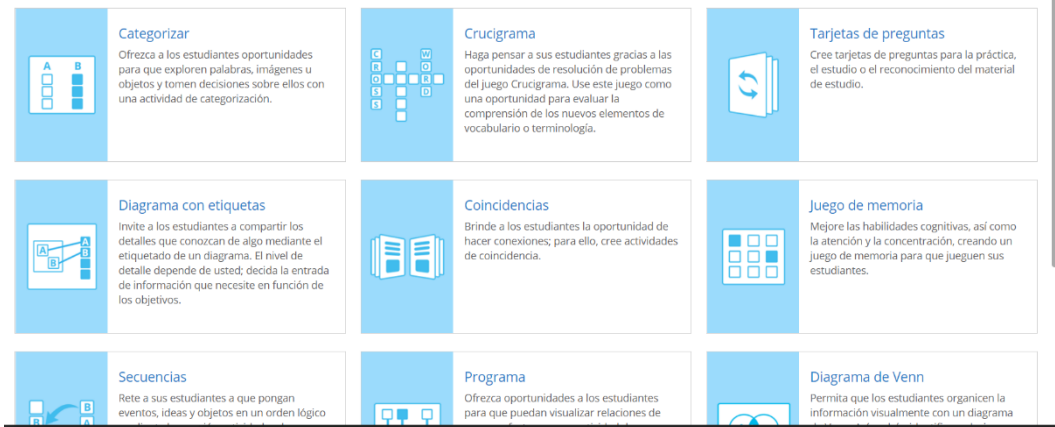 Categorizar
Ofrezca a los estudiantes oportunidades
para que exploren palabras, imágenes u
objetos y tomen decisiones sobre ellos con
una actividad de categorización.
A B
Crucigrama
Haga pensar a sus estudiantes gracias a las
oportunidades de resolución de problemas
del juego Crucigrama. Use este juego como
una oportunidad para evaluar la
comprensión de los nuevos elementos de
vocabulario o terminología.
CROSS
WORD
Tarjetas de preguntas
Cree tarjetas de preguntas para la práctica,
el estudio o el reconocimiento del material
de estudio.
Diagrama con etiquetas
Invite a los estudiantes a compartir los
detalles que conozcan de algo mediante el
etiquetado de un diagrama. El nivel de
detalle depende de usted; decida la entrada
de información que necesite en función de
los objetivos.
A
B
A
B
Coincidencias
Brinde a los estudiantes la oportunidad de
hacer conexiones; para ello, cree actividades
de coincidencia.
Juego de memoria
Mejore las habilidades cognitivas, así como
la atención y la concentración, creando un
juego de memoria para que jueguen sus
estudiantes.
Secuencias
Rete a sus estudiantes a que pongan
eventos, ideas y objetos en un orden lógico
B
B
A
Programa
Ofrezca oportunidades a los estudiantes
para que puedan visualizar relaciones de
Diagrama de Venn
Permita que los estudiantes organicen la
información visualmente con un diagrama